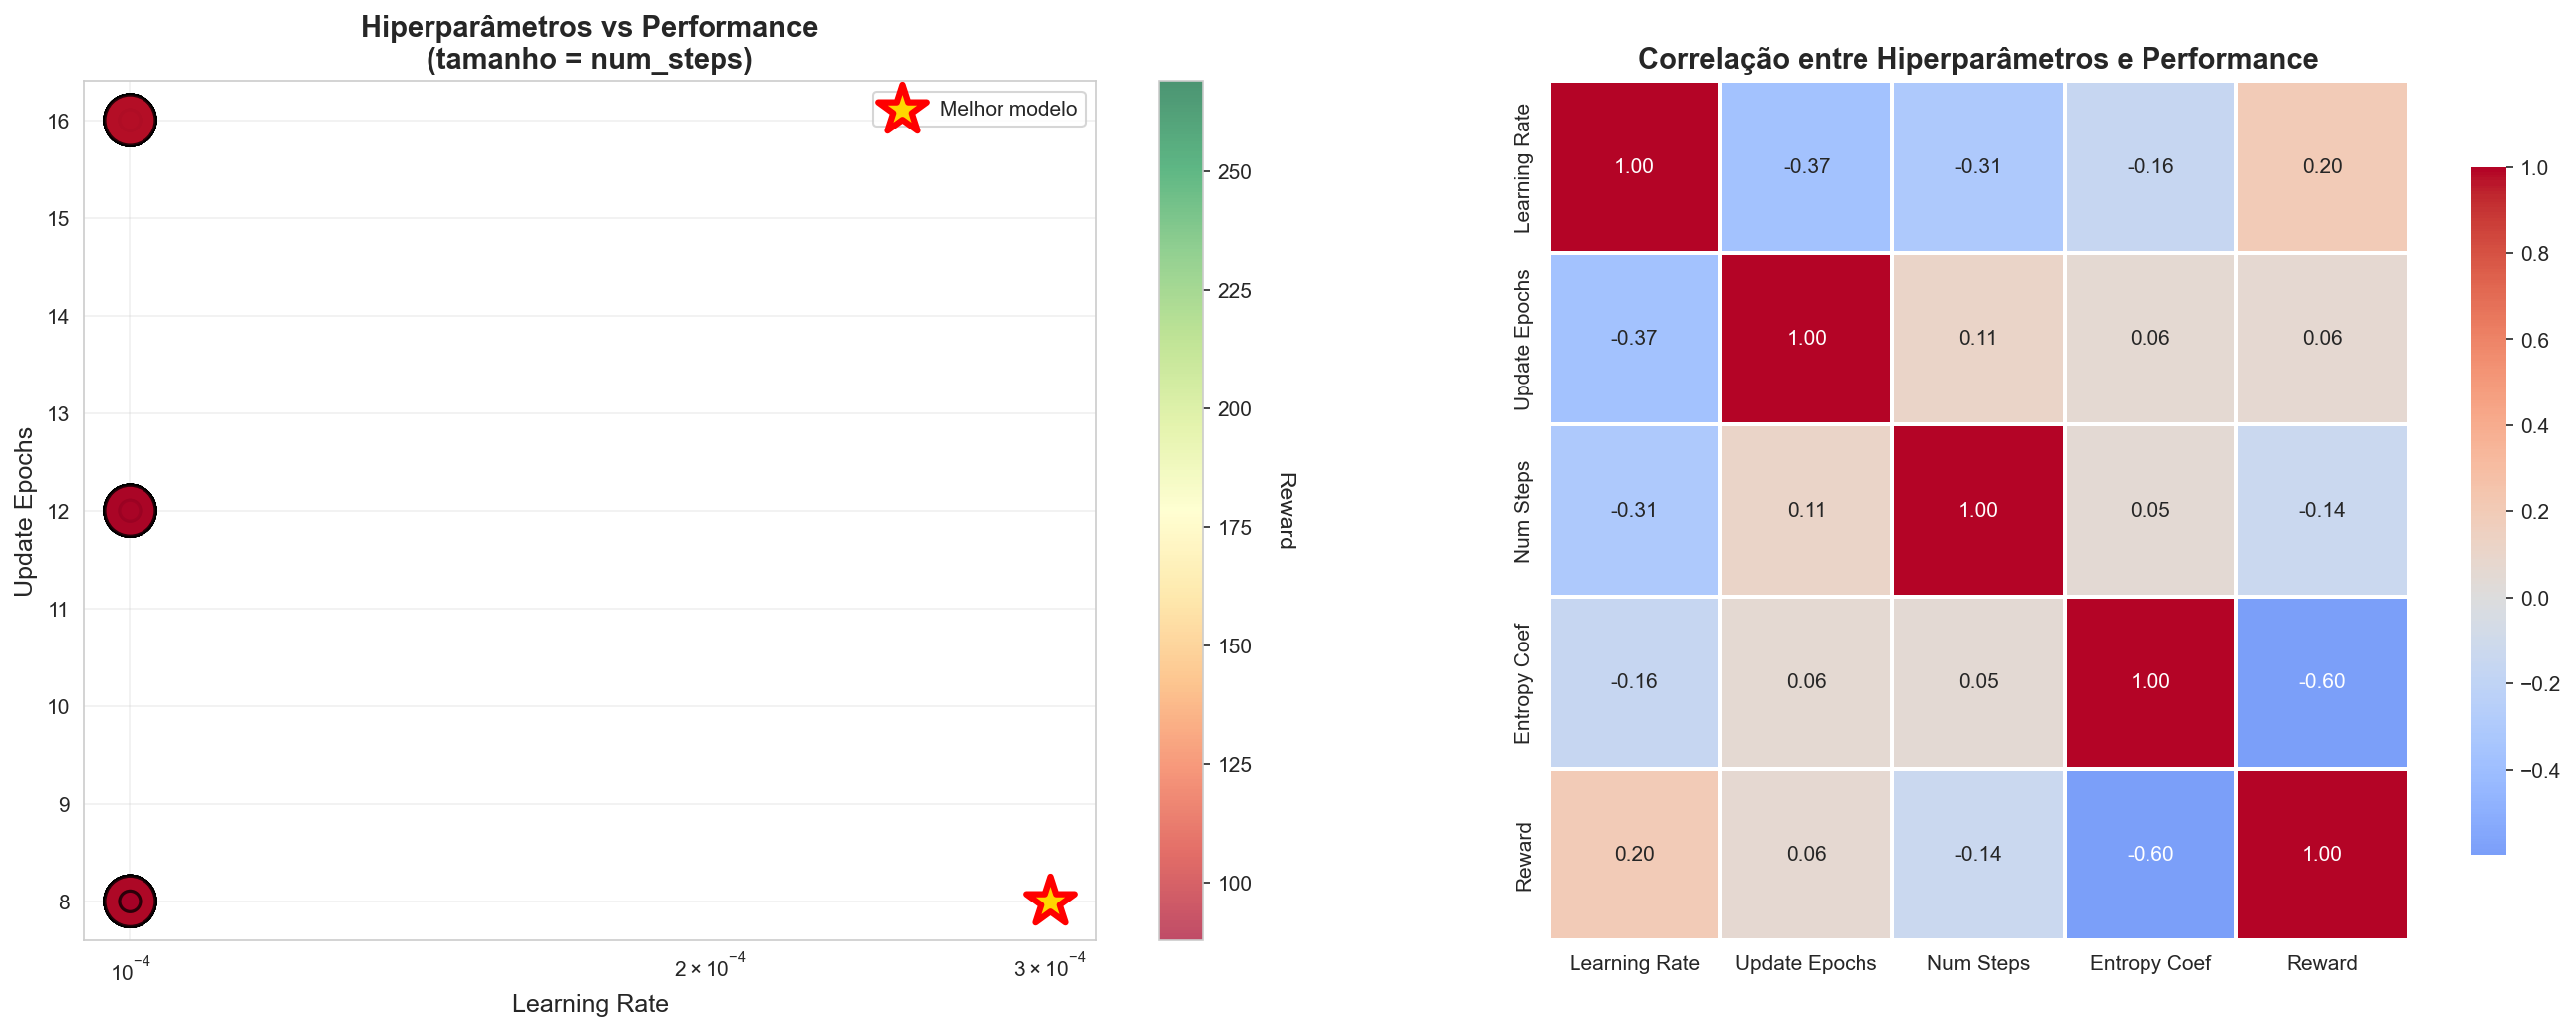 Hiperparâmetros vs Performance
(tamanho = num_steps)
Melhor modelo
16
15
14
13
12
11
10
9
8
Update Epochs
10⁻⁴
2 × 10⁻⁴
3 × 10⁻⁴
Learning Rate
250
225
200
175
150
125
100
Reward
Correlação entre Hiperparâmetros e Performance
Learning Rate
1.00 -0.37 -0.31 -0.16 0.20
Update Epochs
-0.37 1.00 0.11 0.06 0.06
Num Steps
-0.31 0.11 1.00 0.05 -0.14
Entropy Coef
-0.16 0.06 0.05 1.00 -0.60
Reward
0.20 0.06 -0.14 -0.60 1.00
Learning Rate Update Epochs Num Steps Entropy Coef Reward
1.0
0.8
0.6
0.4
0.2
0.0
−0.2
−0.4